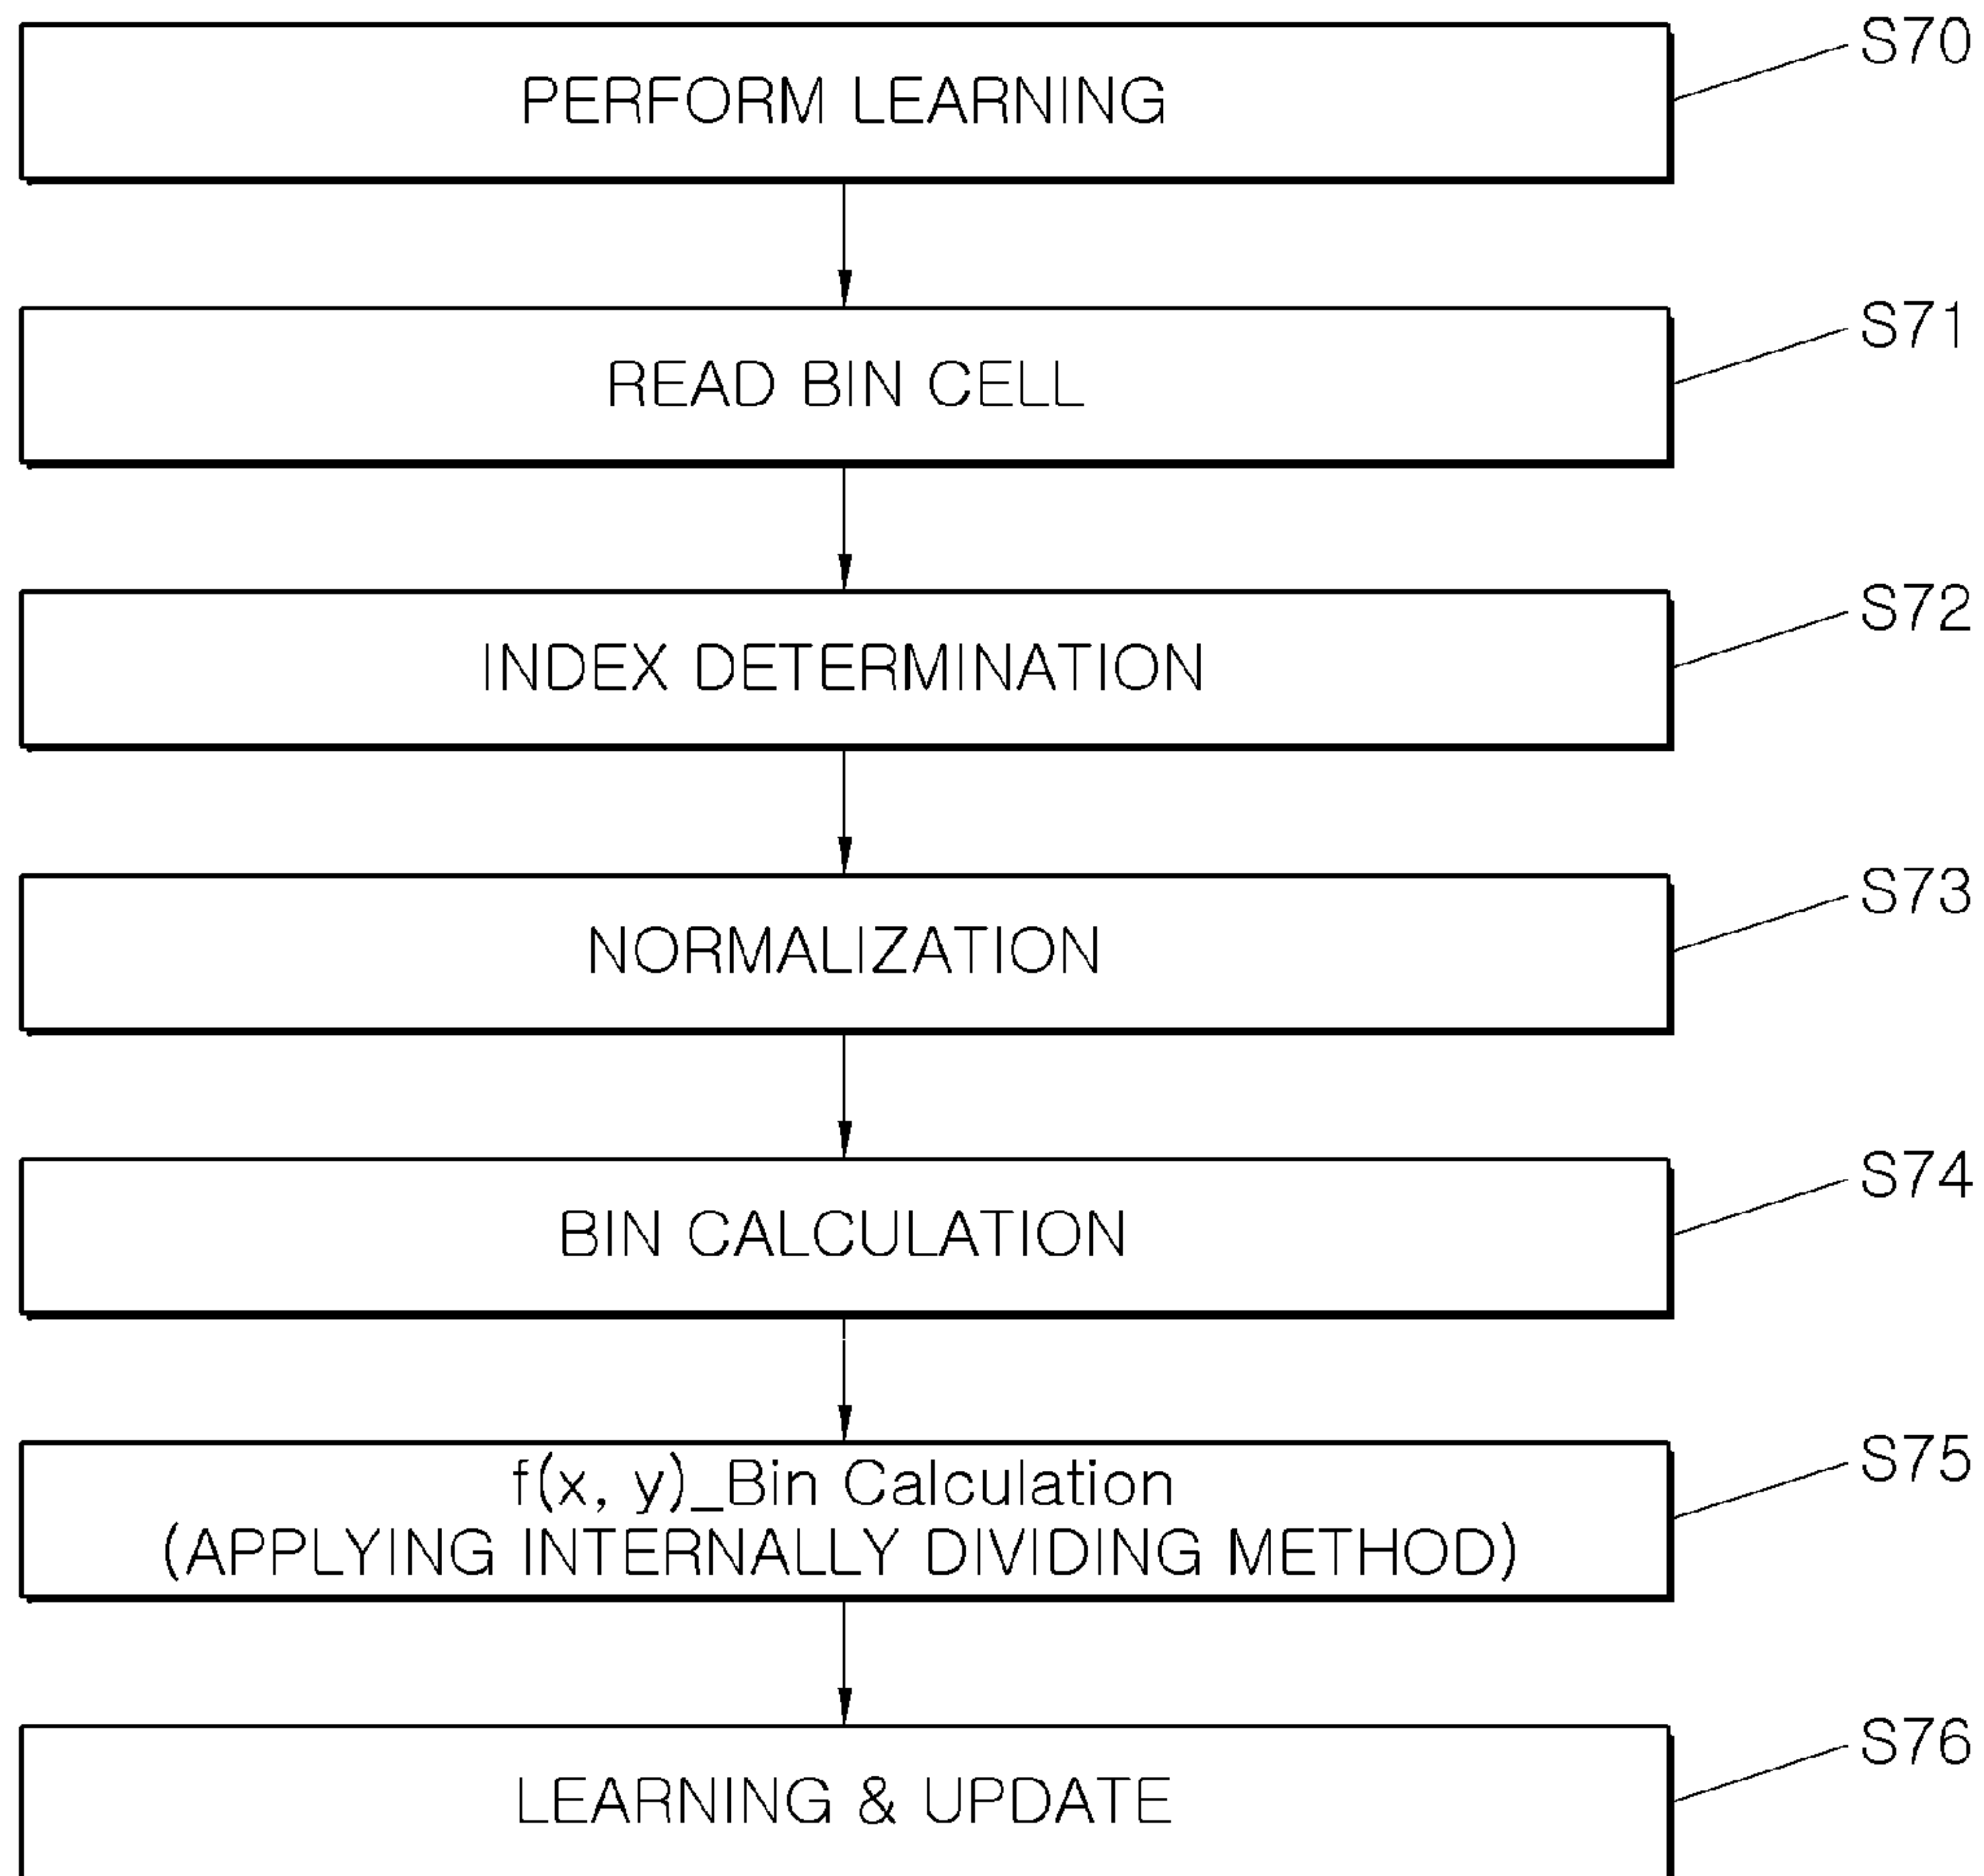 PERFORM LEARNING
S70
READ BIN CELL
S71
INDEX DETERMINATION
S72
NORMALIZATION
S73
BIN CALCULATION
S74
f(x, y)_Bin Calculation
(APPLYING INTERNALLY DIVIDING METHOD)
S75
LEARNING & UPDATE
S76